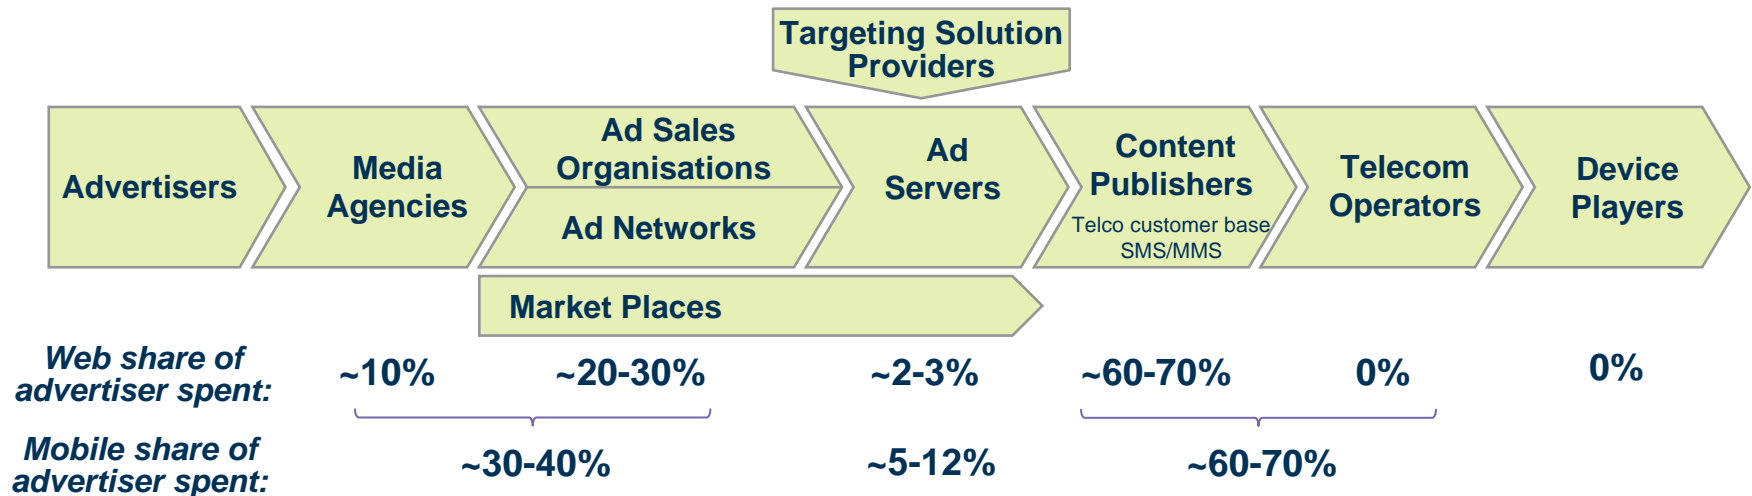 Targeting Solution
Providers
Advertisers
Media
Agencies
Ad Sales
Organisations
Ad Networks
Ad
Servers
Content
Publishers
Telco customer base
SMS/MMS
Telecom
Operators
Device
Players
Market Places
Web share of
advertiser spent:
~10%
~20-30%
~2-3%
~60-70%
0%
0%
Mobile share of
advertiser spent:
~30-40%
~5-12%
~60-70%